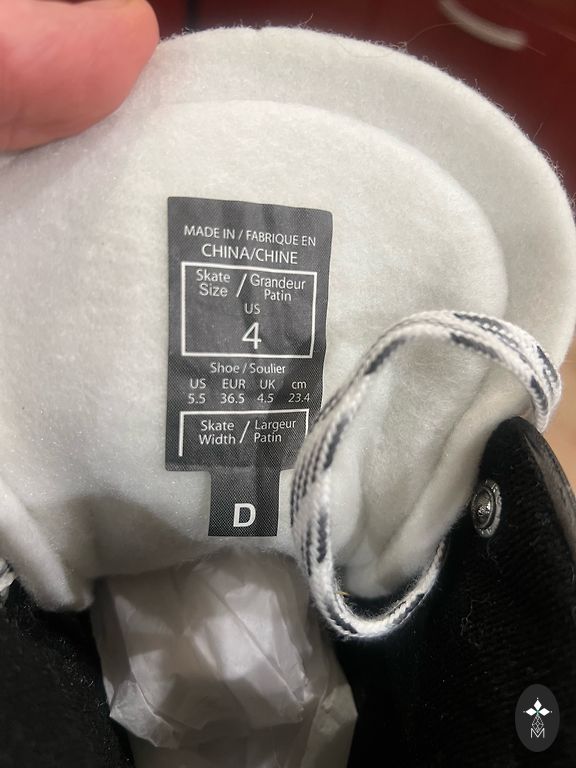 MADE IN / FABRIQUE EN
CHINA/CHINE
Skate / Grandeur
Size Patin
US
4
Shoe / Soulier
US EUR UK cm
5.5 36.5 4.5 23.4
Skate / Largeur
Width Patin
D
M